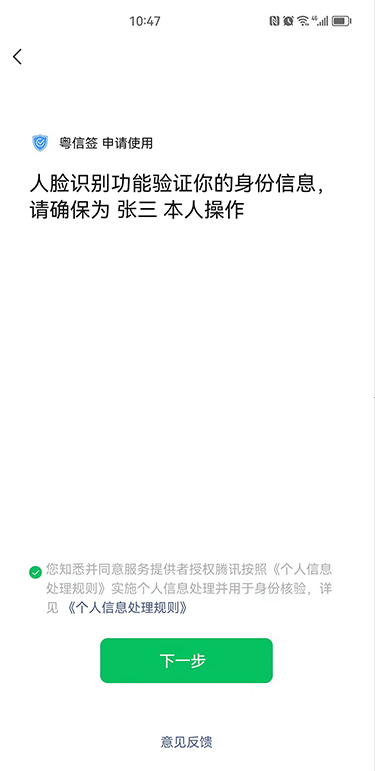 10:47
粤信签 申请使用
人脸识别功能验证你的身份信息，
请确保为 张三 本人操作
您知悉并同意服务提供者授权腾讯按照《个人信息
处理规则》实施个人信息处理并用于身份核验，详
见 《个人信息处理规则》
下一步
意见反馈